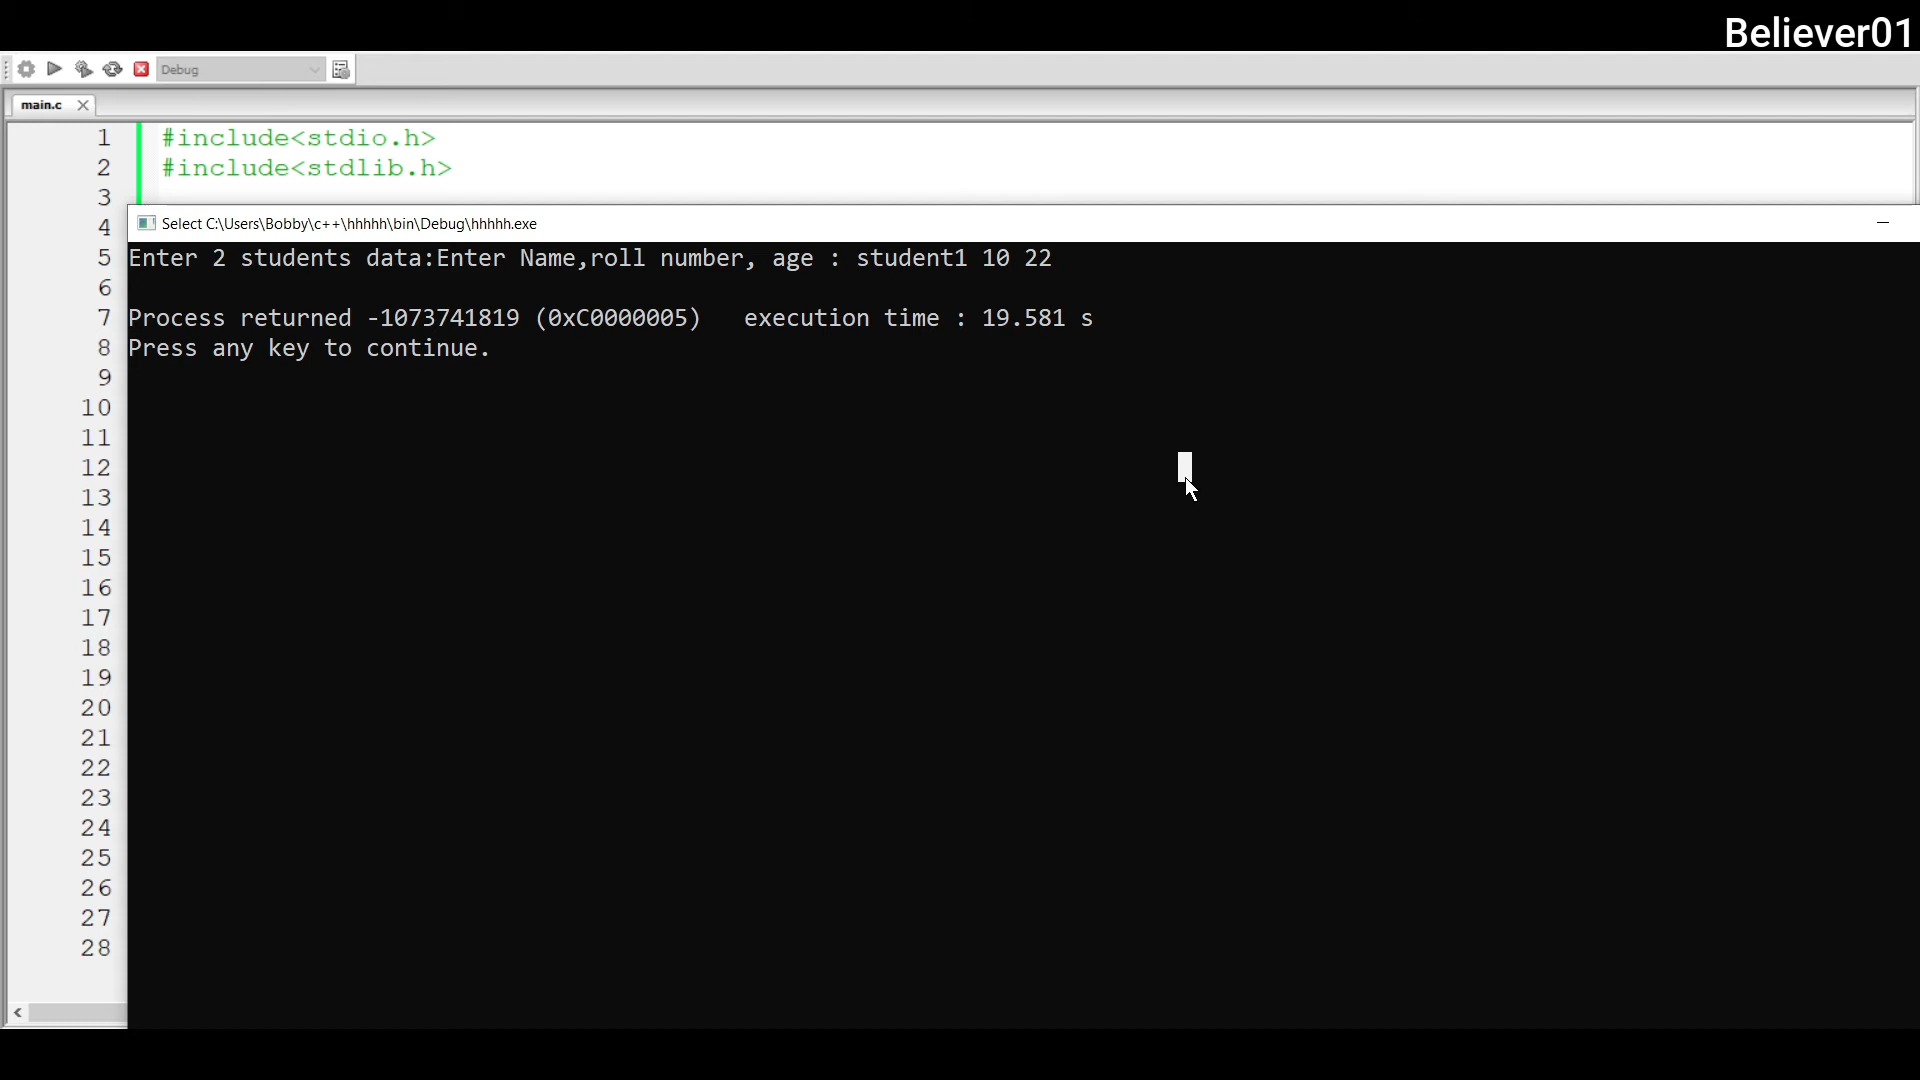 Believer01
Debug
main.c
1 #include<stdio.h>
2 #include<stdlib.h>
3
4
5
6
7
8
9
10
11
12
13
14
15
16
17
18
19
20
21
22
23
24
25
26
27
28
Select C:\Users\Bobby\c++\hhhhh\bin\Debug\hhhhh.exe
Enter 2 students data:Enter Name,roll number, age : student1 10 22
Process returned -1073741819 (0xC0000005)   execution time : 19.581 s
Press any key to continue.